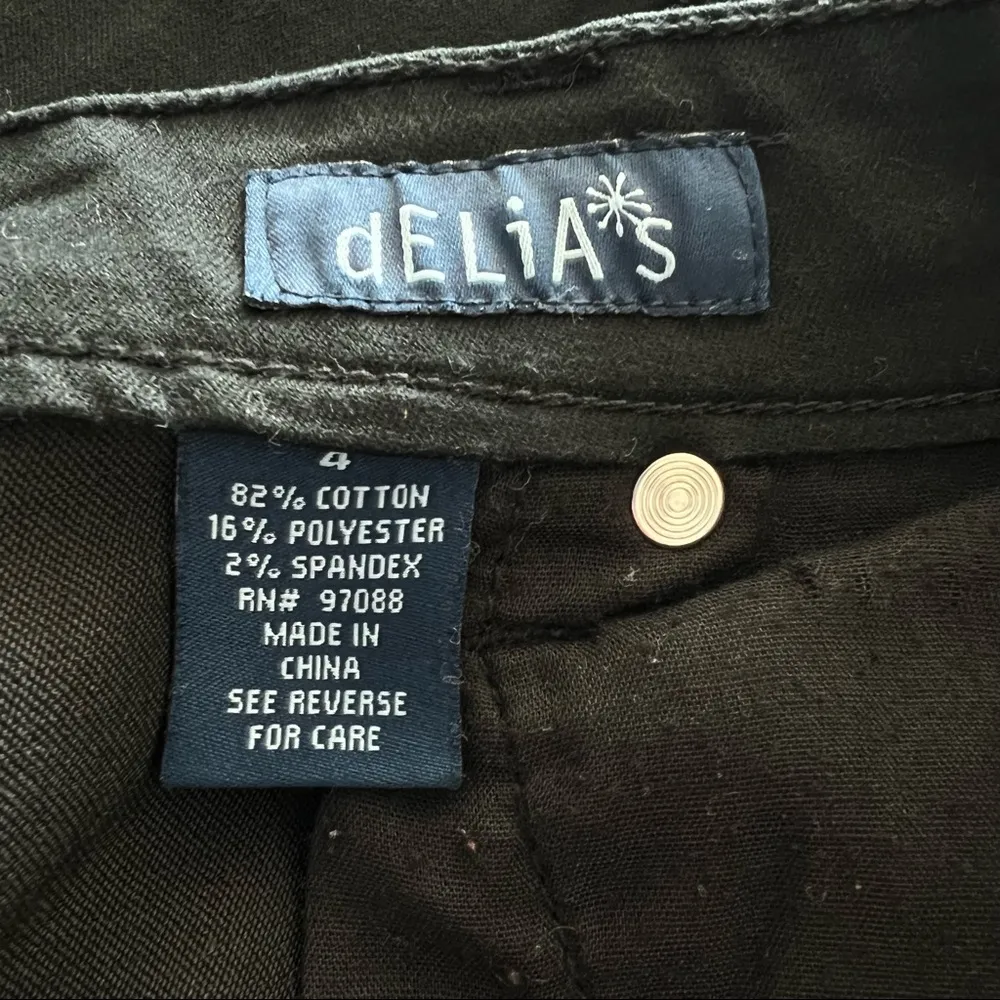 dELiA*s
4
82% COTTON
16% POLYESTER
2% SPANDEX
RN# 97088
MADE IN
CHINA
SEE REVERSE
FOR CARE